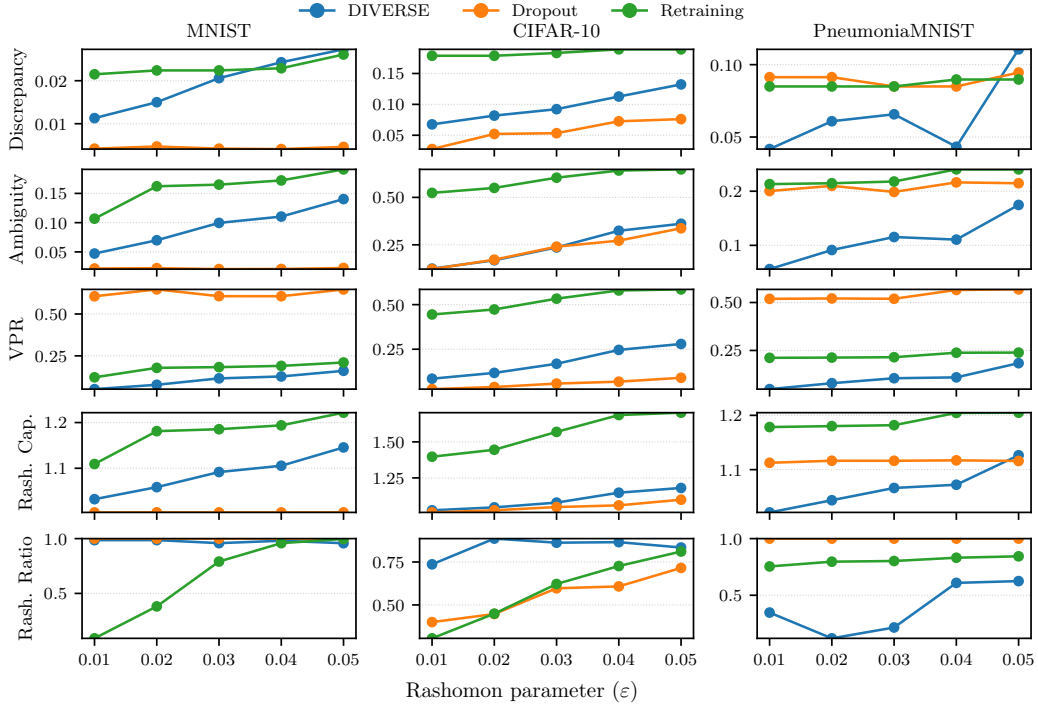 DIVERSE Dropout Retraining
MNIST CIFAR-10 PneumoniaMNIST
Discrepancy
0.02
0.01
0.15
0.10
0.05
0.10
0.05
Ambiguity
0.15
0.10
0.05
0.50
0.25
0.2
0.1
VPR
0.50
0.25
0.50
0.25
0.50
0.25
Rash. Cap.
1.2
1.1
1.50
1.25
1.2
1.1
Rash. Ratio
1.0
0.5
0.75
0.50
1.0
0.5
0.01 0.02 0.03 0.04 0.05
0.01 0.02 0.03 0.04 0.05
0.01 0.02 0.03 0.04 0.05
Rashomon parameter (ε)